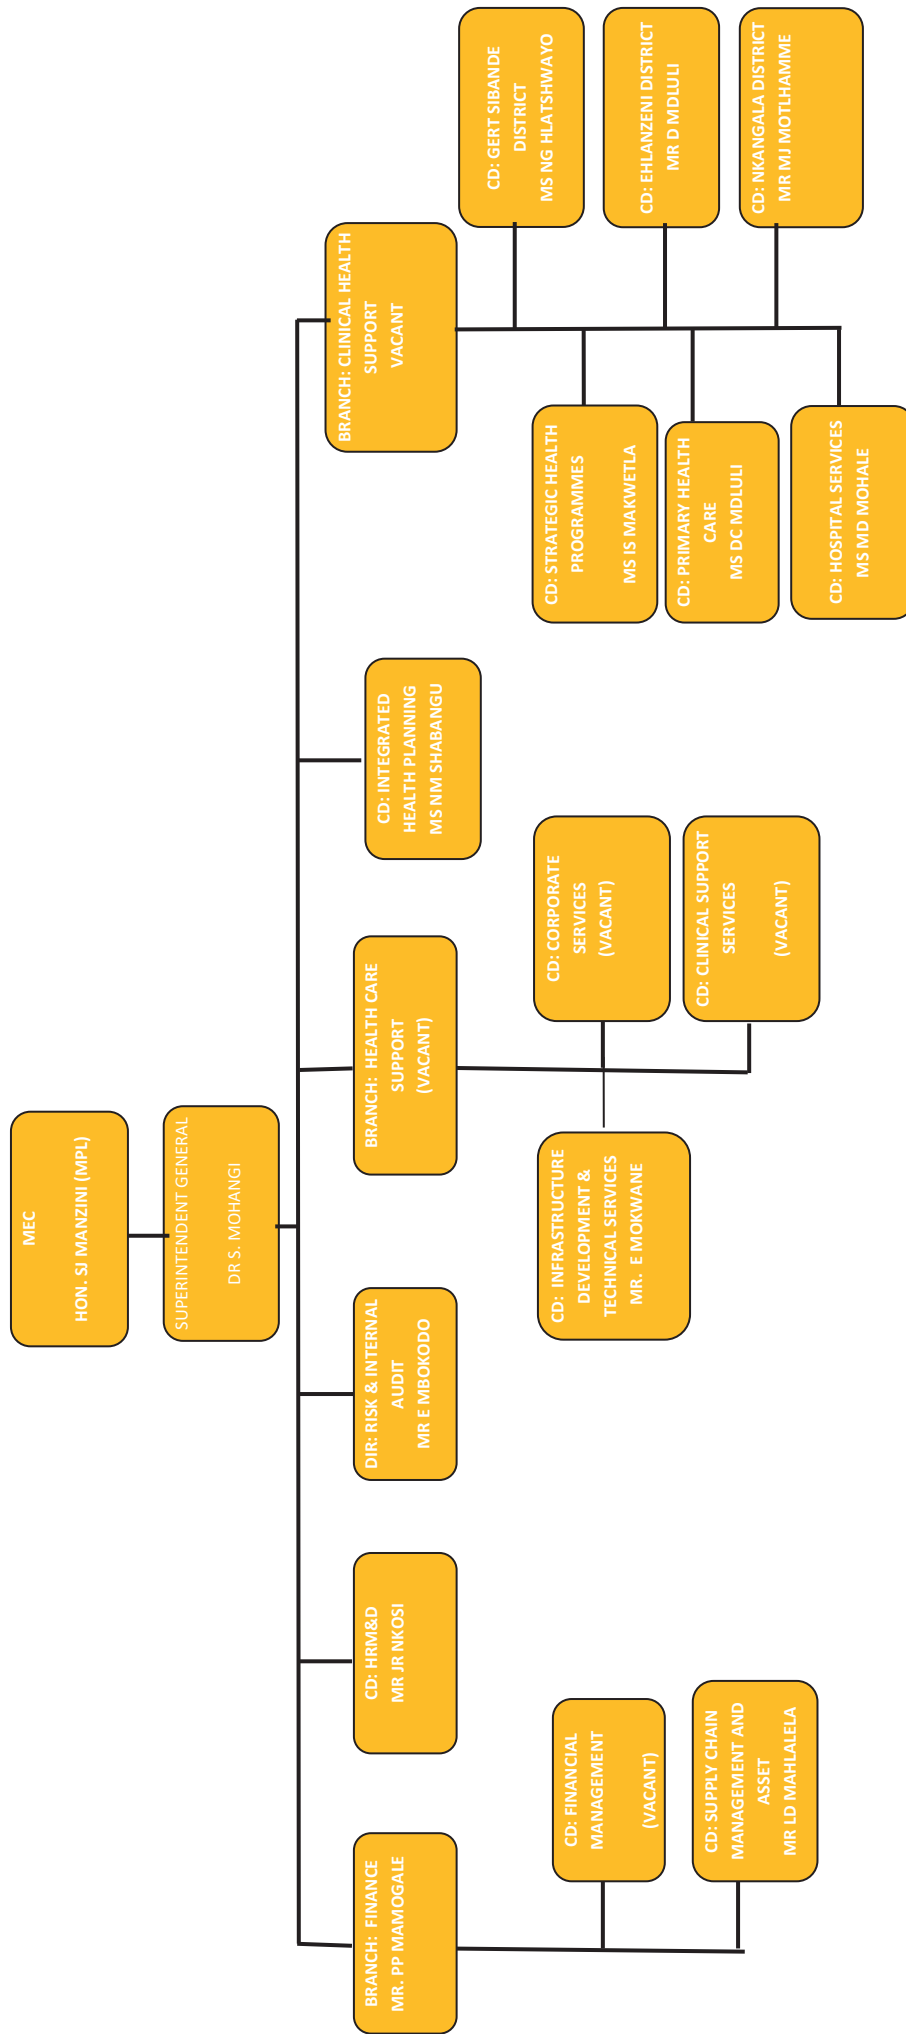 MEC
HON. SJ MANZINI (MPL)
SUPERINTENDENT GENERAL
DR S. MOHANGI
BRANCH: FINANCE
MR. PP MAMOGALE
CD: HRM&D
MR JR NKOSI
DIR: RISK & INTERNAL
AUDIT
MR E MBOKODO
BRANCH: HEALTH CARE
SUPPORT
(VACANT)
CD: INTEGRATED
HEALTH PLANNING
MS NM SHABANGU
BRANCH: CLINICAL HEALTH
SUPPORT
VACANT
CD: FINANCIAL
MANAGEMENT
(VACANT)
CD: SUPPLY CHAIN
MANAGEMENT AND
ASSET
MR LD MAHLALELA
CD: INFRASTRUCTURE
DEVELOPMENT &
TECHNICAL SERVICES
MR. E MOKWANE
CD: CORPORATE
SERVICES
(VACANT)
CD: CLINICAL SUPPORT
SERVICES
(VACANT)
CD: STRATEGIC HEALTH
PROGRAMMES
MS IS MAKWETLA
CD: PRIMARY HEALTH
CARE
MS DC MDLULI
CD: HOSPITAL SERVICES
MS MD MOHALE
CD: GERT SIBANDE
DISTRICT
MS NG HLATSHWAYO
CD: EHLANZENI DISTRICT
MR D MDLULI
CD: NKANGALA DISTRICT
MR MJ MOTLHAMME